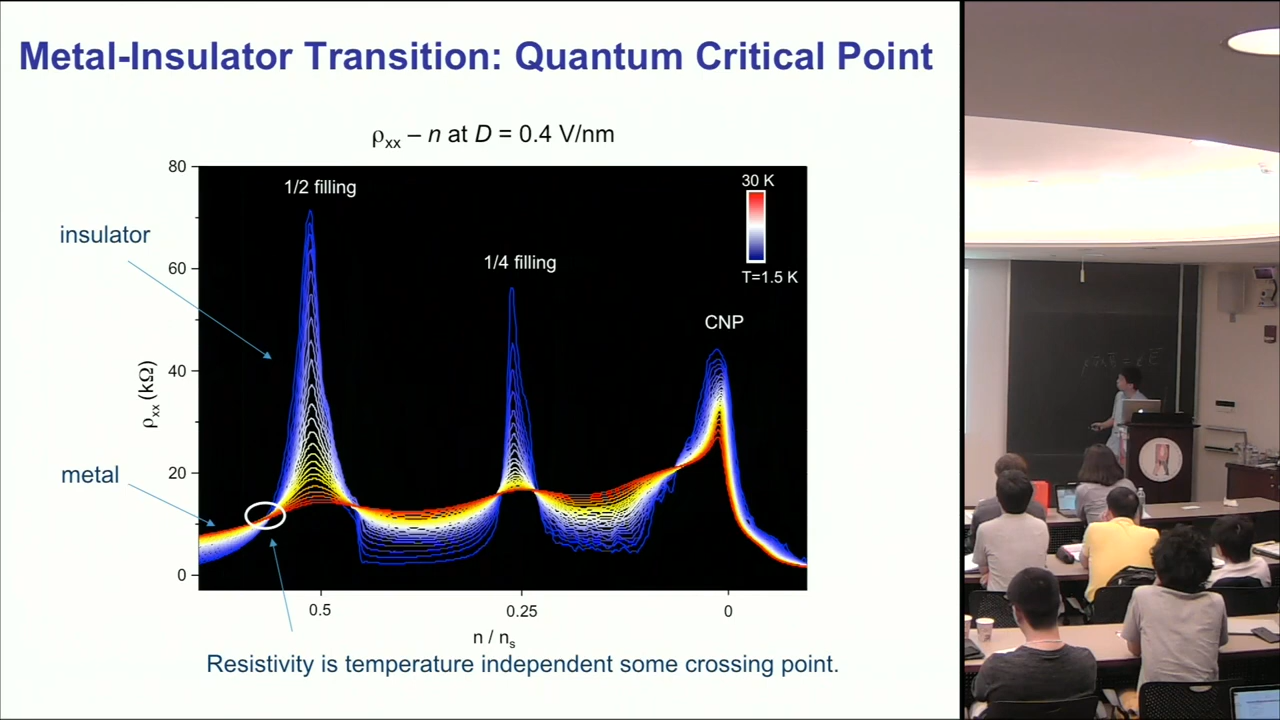 Metal-Insulator Transition: Quantum Critical Point
ρxx – n at D = 0.4 V/nm
80
60
40
20
0
ρxx (kΩ)
1/2 filling
1/4 filling
CNP
30 K
T=1.5 K
insulator
metal
0.5
0.25
0
n / ns
Resistivity is temperature independent some crossing point.